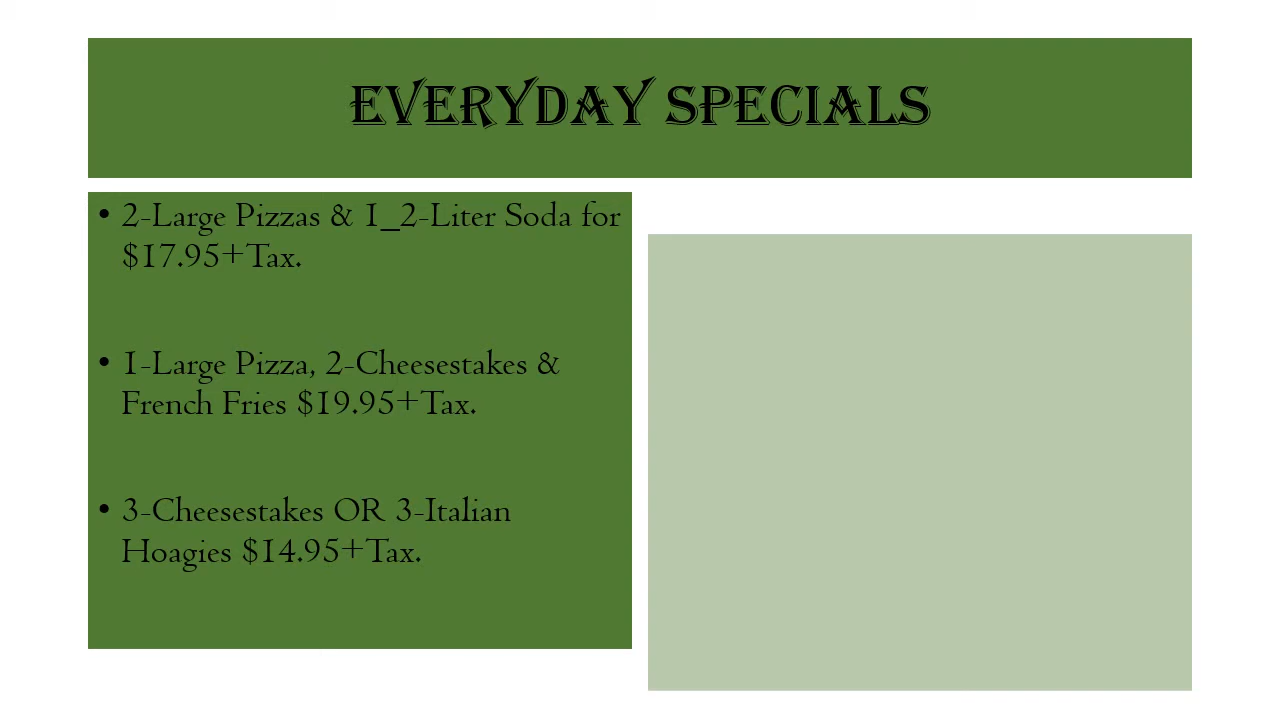 EVERYDAY SPECIALS
• 2-Large Pizzas & 1_2-Liter Soda for
$17.95+Tax.
• 1-Large Pizza, 2-Cheesestakes &
French Fries $19.95+Tax.
• 3-Cheesestakes OR 3-Italian
Hoagies $14.95+Tax.